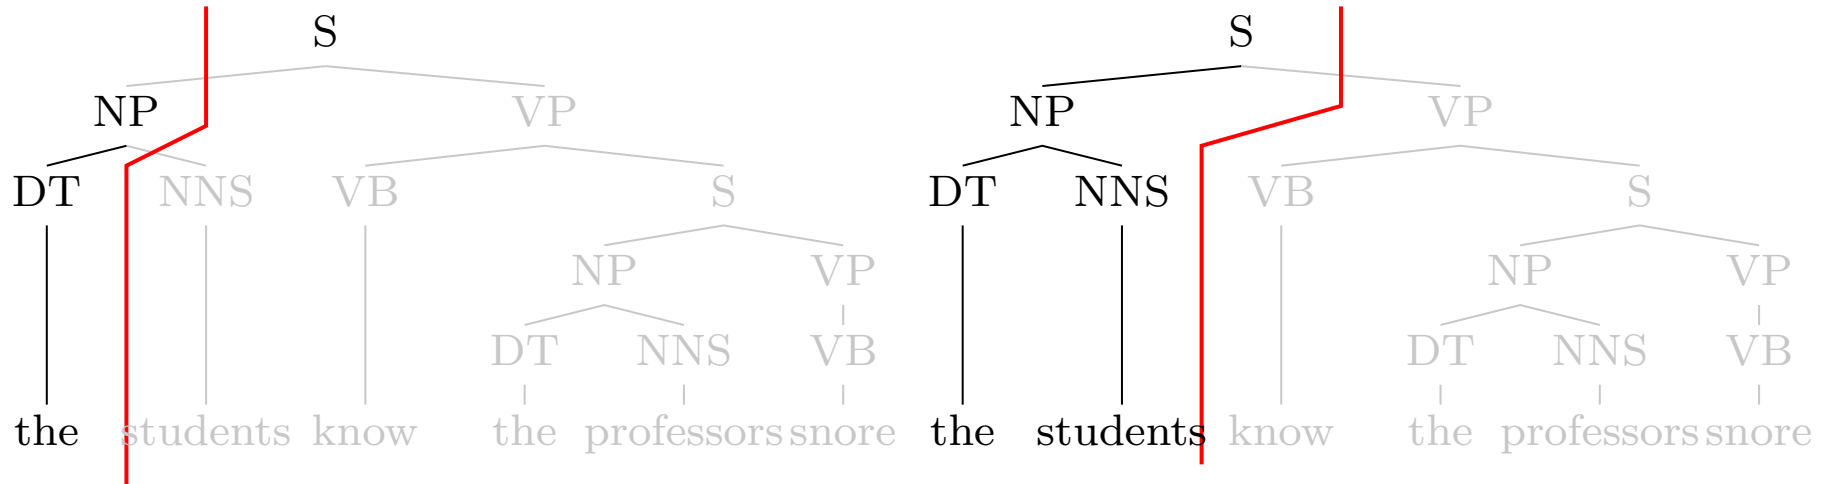 S S
NP VP NP VP
DT NNS VB S DT NNS VB S
NP VP NP VP
DT NNS VB DT NNS VB
the students know the professors snore the students know the professors snore